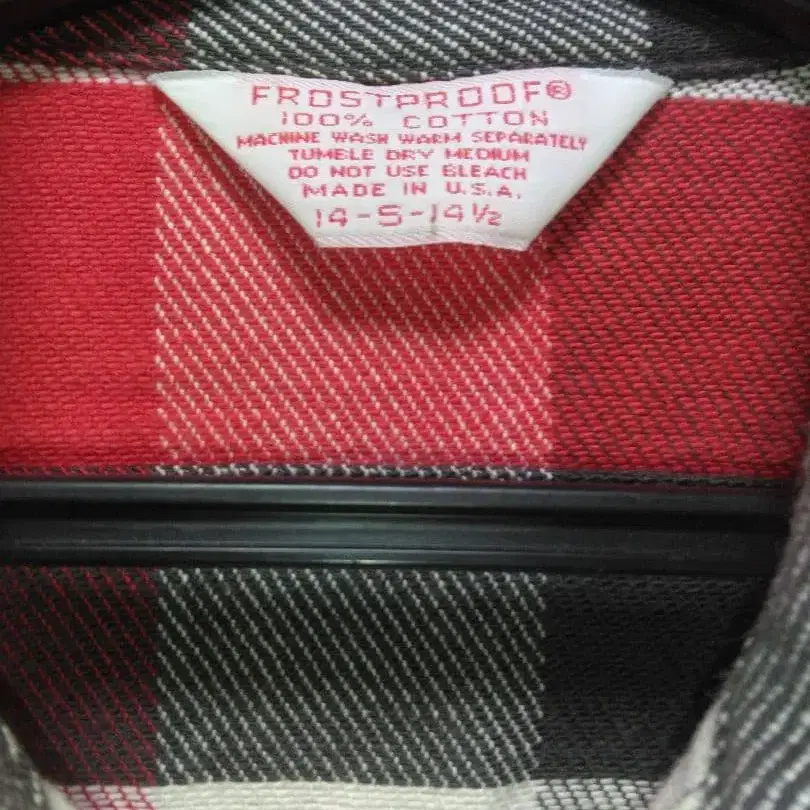 FROSTPROOF®
100% COTTON
MACHINE WASH WARM SEPARATELY
TUMBLE DRY MEDIUM
DO NOT USE BLEACH
MADE IN U.S.A.
14-S-14½